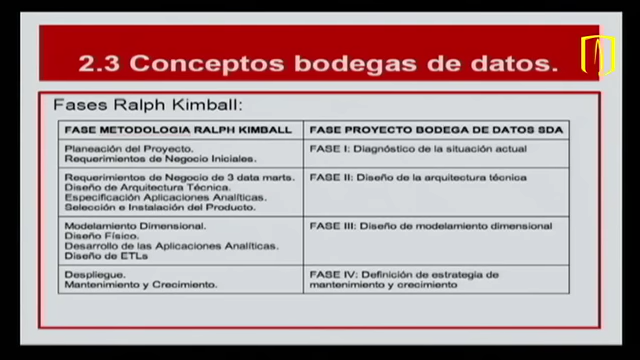 2.3 Conceptos bodegas de datos.
Fases Ralph Kimball:
FASE METODOLOGIA RALPH KIMBALL
FASE PROYECTO BODEGA DE DATOS SDA
Planeación del Proyecto.
Requerimientos de Negocio Iniciales.
FASE I: Diagnóstico de la situación actual
Requerimientos de Negocio de 3 data marts.
Diseño de Arquitectura Técnica.
Especificación Aplicaciones Analíticas.
Selección e Instalación del Producto.
FASE II: Diseño de la arquitectura técnica
Modelamiento Dimensional.
Diseño Físico.
Desarrollo de las Aplicaciones Analíticas.
Diseño de ETLs
FASE III: Diseño de modelamiento dimensional
Despliegue.
Mantenimiento y Crecimiento.
FASE IV: Definición de estrategia de
mantenimiento y crecimiento